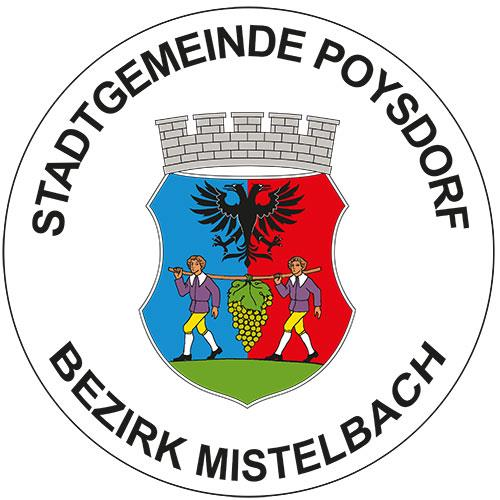 STADTGEMEINDE POYSDORF
BEZIRK MISTELBACH